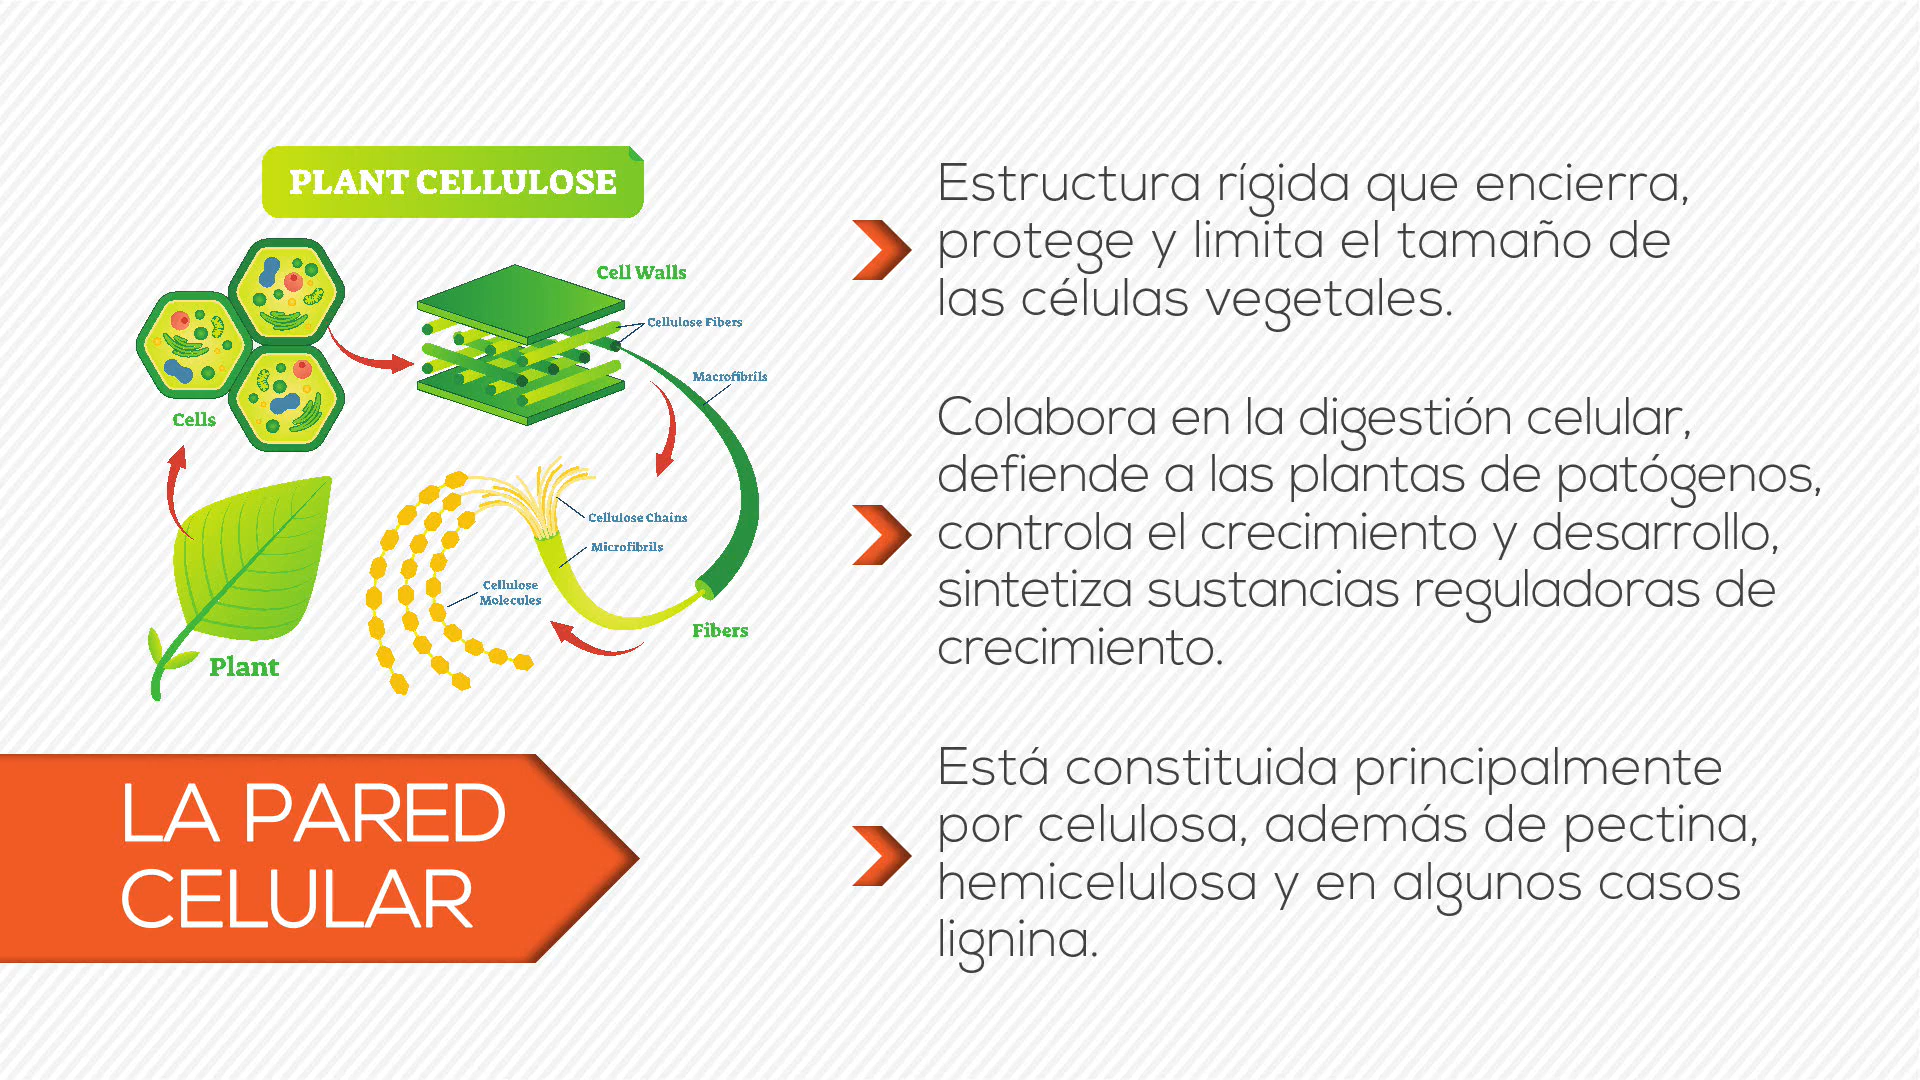 PLANT CELLULOSE
Cell Walls
Cellulose Fibers
Macrofibrils
Cells
Cellulose Chains
Microfibrils
Cellulose
Molecules
Fibers
Plant
LA PARED
CELULAR
Estructura rígida que encierra,
protege y limita el tamaño de
las células vegetales.
Colabora en la digestión celular,
defiende a las plantas de patógenos,
controla el crecimiento y desarrollo,
sintetiza sustancias reguladoras de
crecimiento.
Está constituida principalmente
por celulosa, además de pectina,
hemicelulosa y en algunos casos
lignina.